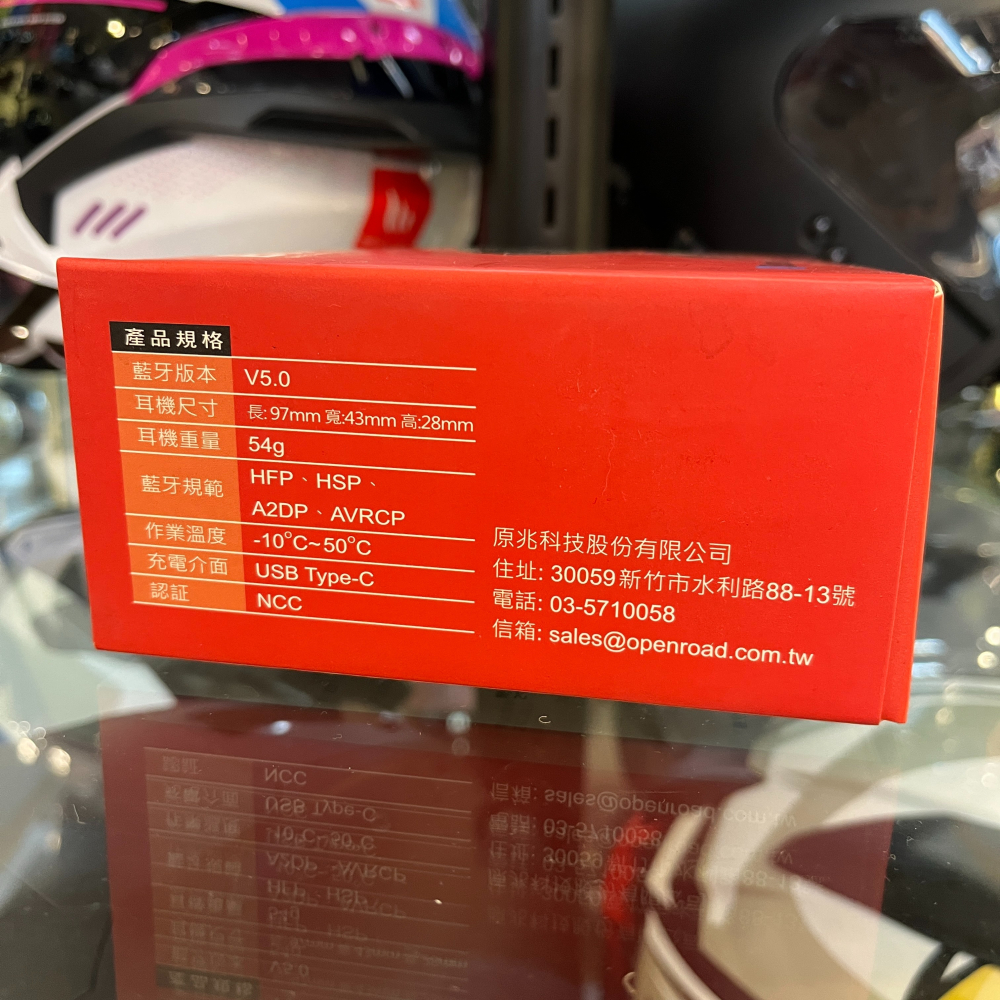 產品規格
藍牙版本 V5.0
耳機尺寸 長:97mm 寬:43mm 高:28mm
耳機重量 54g
藍牙規範 HFP、HSP、
A2DP、AVRCP
作業溫度 -10°C~50°C
充電介面 USB Type-C
認証 NCC
原兆科技股份有限公司
住址: 30059新竹市水利路88-13號
電話: 03-5710058
信箱: sales@openroad.com.tw